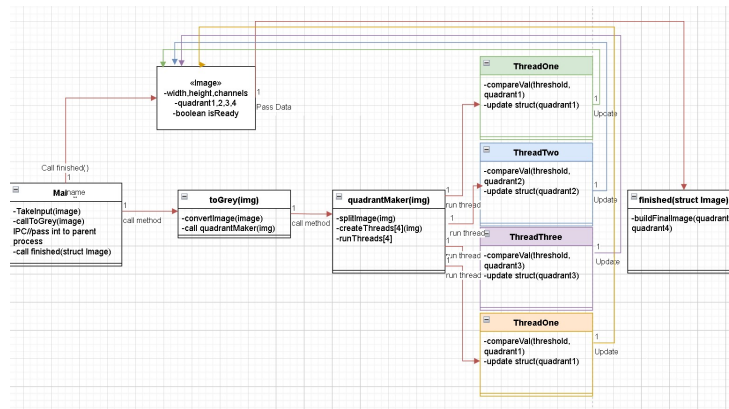 «Image»
-width,height,channels
-quadrant1,2,3,4
-boolean isReady
1
Pass Data
Call finished()
1
Main
name
-TakeInput(image)
-callToGrey(image)
IPC//pass int to parent
process
-call finished(struct Image)
1
call method
toGrey(img)
-convertImage(image)
-call quadrantMaker(img)
1
call method
quadrantMaker(img)
-splitImage(img)
-createThreads[4](img)
-runThreads[4]
1
run thread
1
run thread
1
run thread
1
run thread
ThreadOne
-compareVal(threshold,
quadrant1)
-update struct(quadrant1)
1
Update
ThreadTwo
-compareVal(threshold,
quadrant2)
-update struct(quadrant2)
1
Update
ThreadThree
-compareVal(threshold,
quadrant3)
-update struct(quadrant3)
1
Update
ThreadOne
-compareVal(threshold,
quadrant1)
-update struct(quadrant1)
1
Update
1
finished(struct Image)
-buildFinalImage(quadrant
quadrant4)